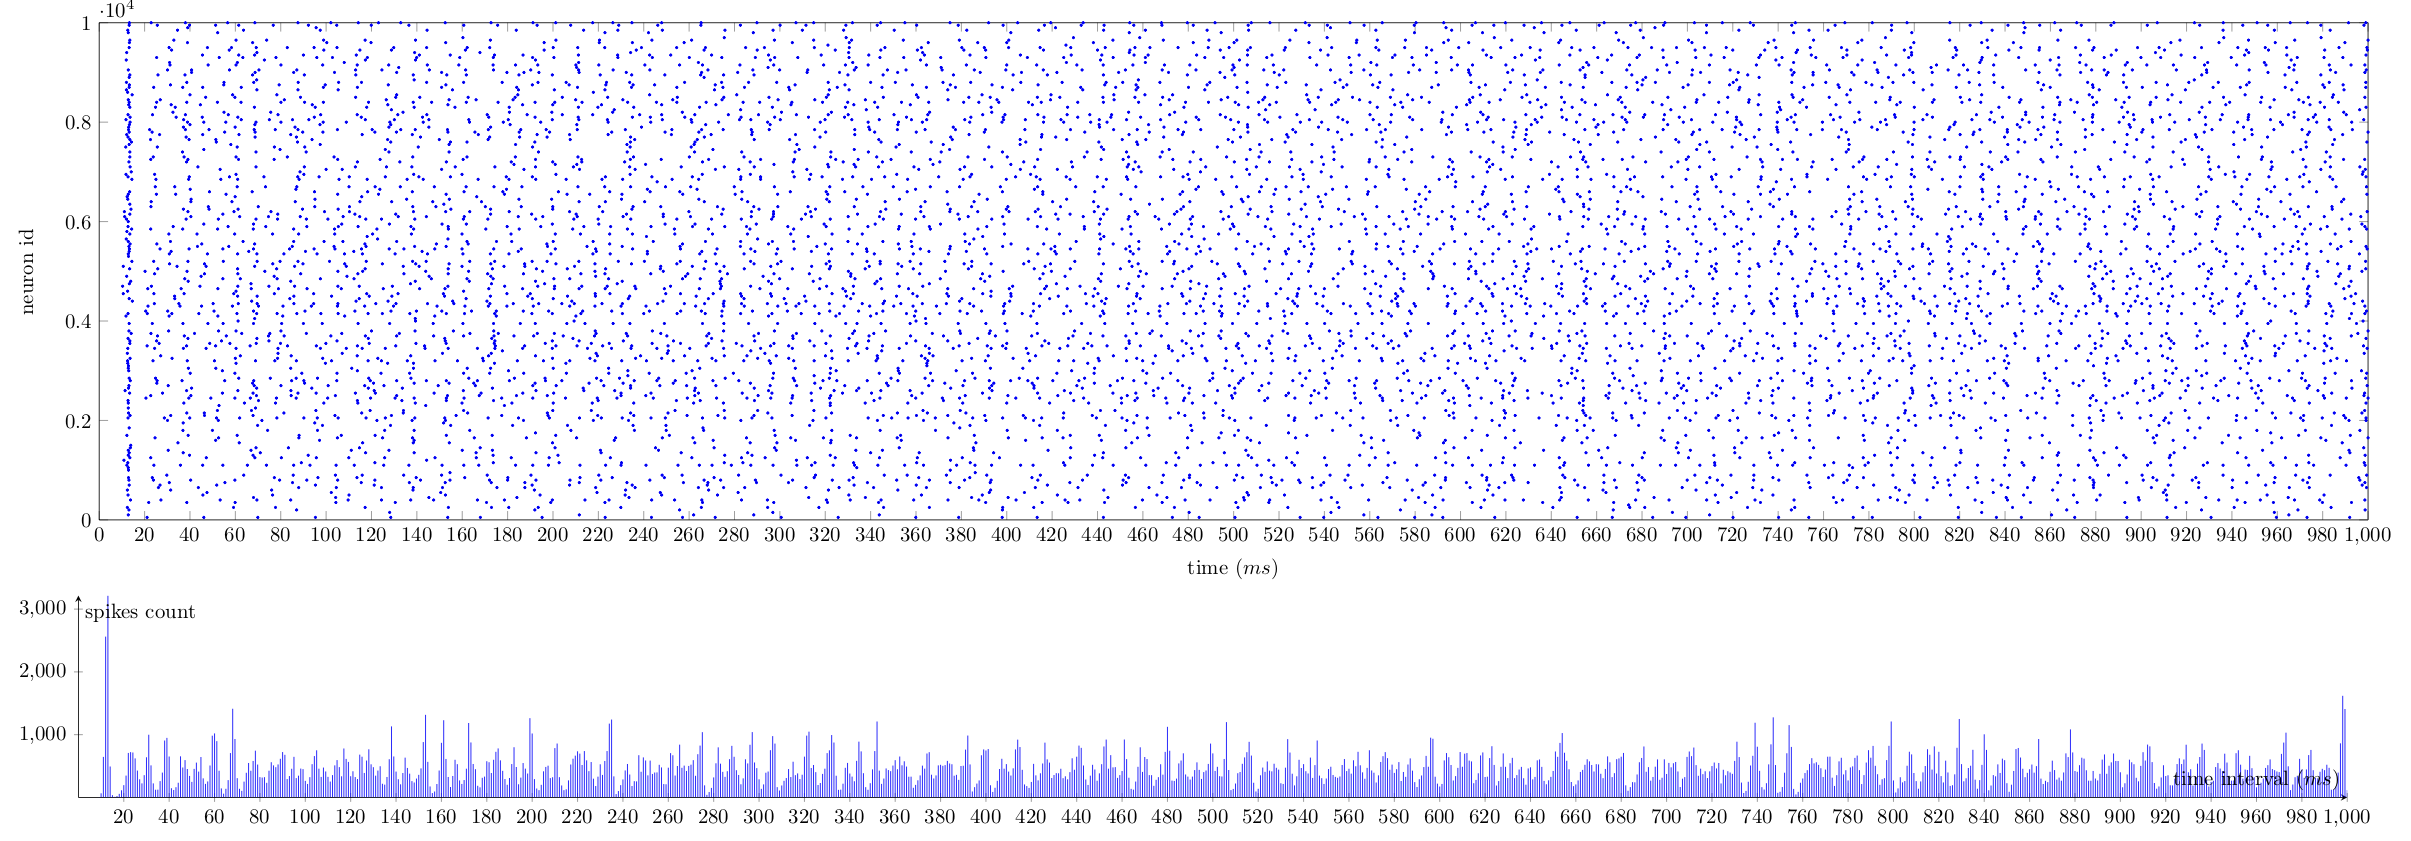 ·10⁴
1
0.8
0.6
0.4
0.2
0
neuron id
0 20 40 60 80 100 120 140 160 180 200 220 240 260 280 300 320 340 360 380 400 420 440 460 480 500 520 540 560 580 600 620 640 660 680 700 720 740 760 780 800 820 840 860 880 900 920 940 960 980 1,000
time (ms)
3,000
spikes count
2,000
1,000
time interval (ms)
20 40 60 80 100 120 140 160 180 200 220 240 260 280 300 320 340 360 380 400 420 440 460 480 500 520 540 560 580 600 620 640 660 680 700 720 740 760 780 800 820 840 860 880 900 920 940 960 980 1,000